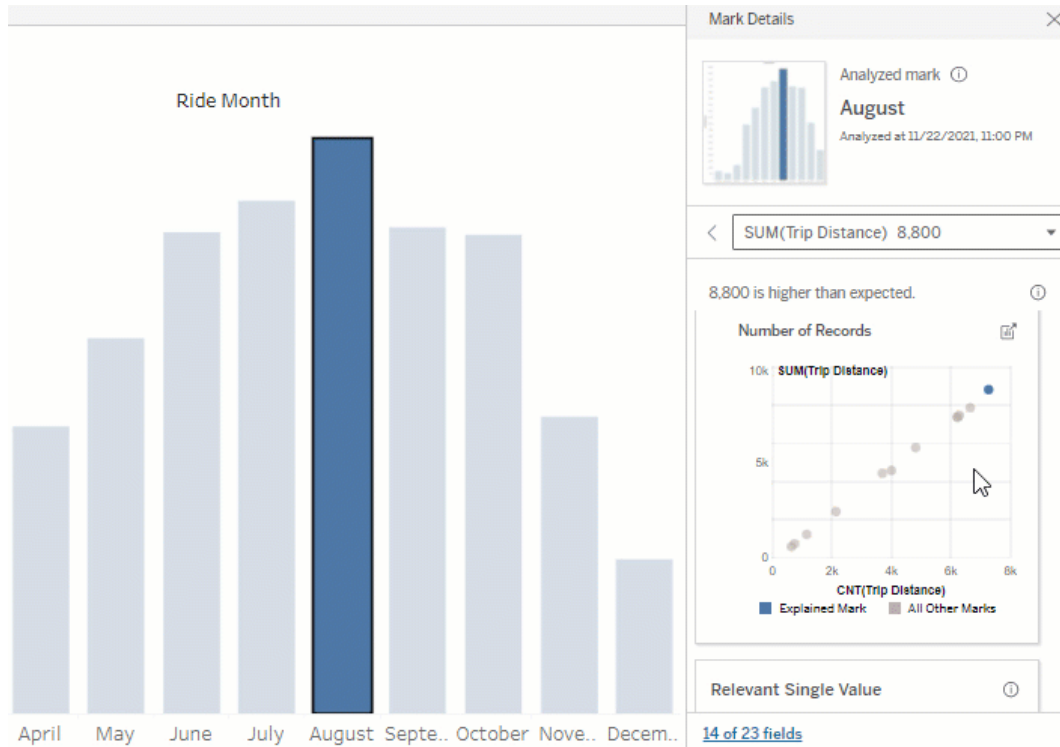 Ride Month
April May June July August Septe.. October Nove.. Decem..
Mark Details
Analyzed mark
August
Analyzed at 11/22/2021, 11:00 PM
SUM(Trip Distance) 8,800
8,800 is higher than expected.
Number of Records
SUM(Trip Distance)
10k
5k
0
0 2k 4k 6k 8k
CNT(Trip Distance)
Explained Mark All Other Marks
Relevant Single Value
14 of 23 fields